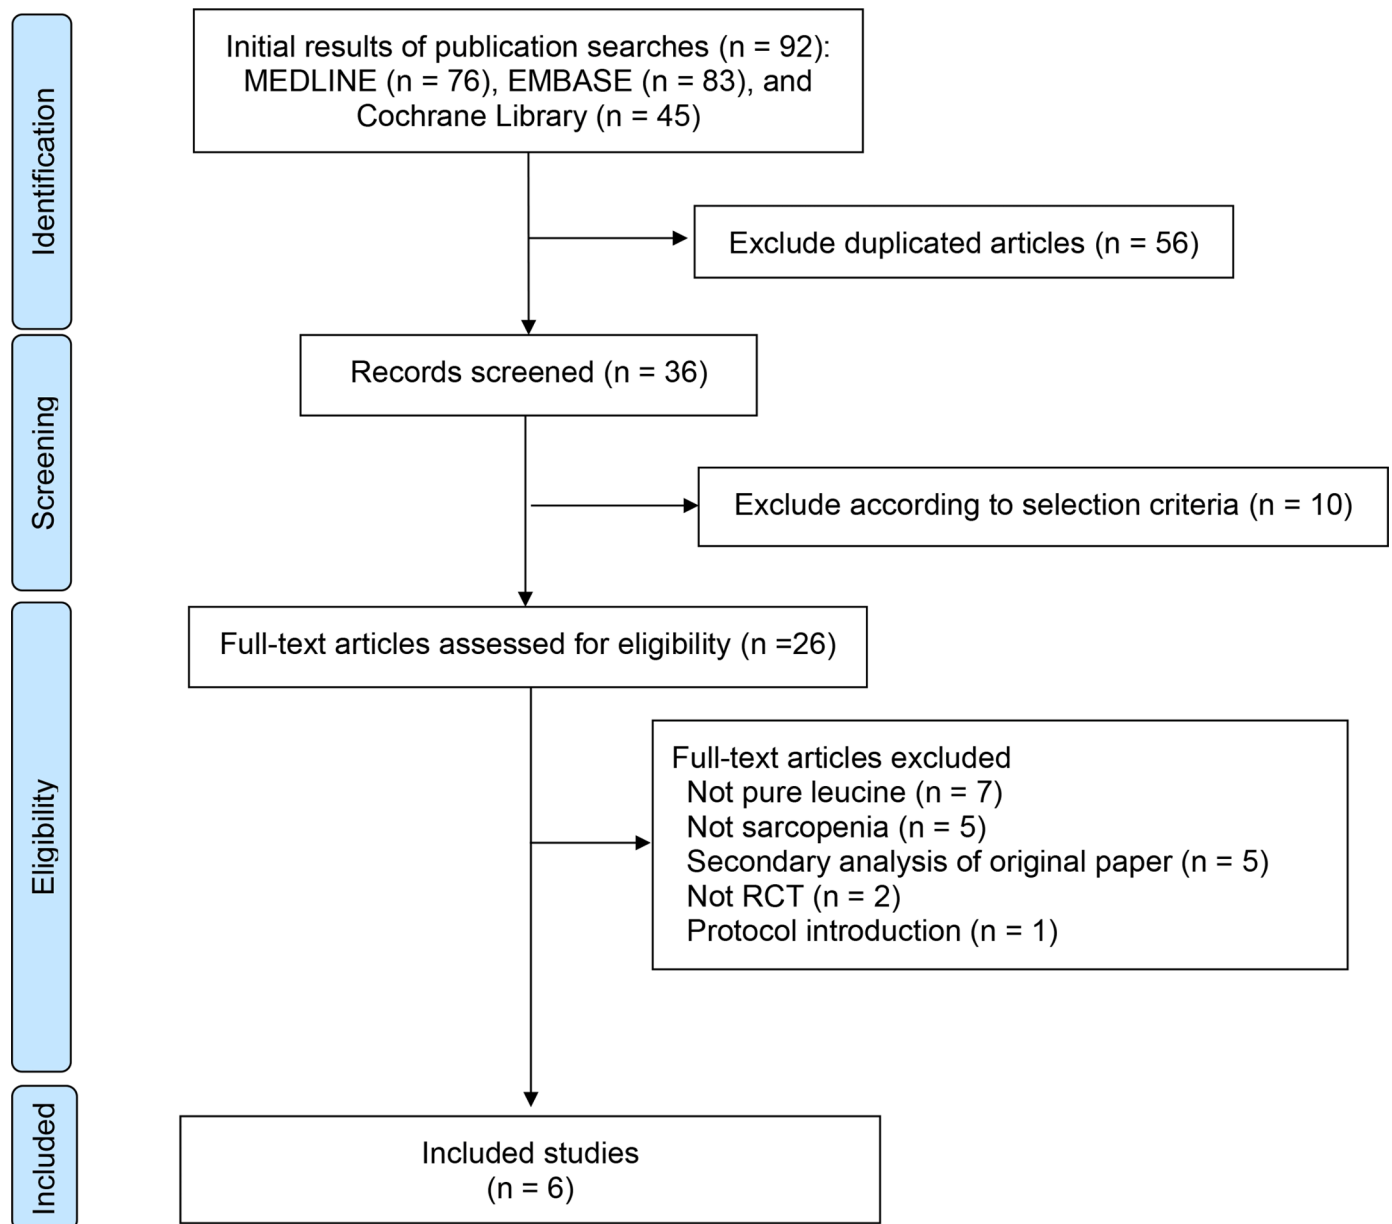 Identification
Initial results of publication searches (n = 92):
MEDLINE (n = 76), EMBASE (n = 83), and
Cochrane Library (n = 45)
Exclude duplicated articles (n = 56)
Screening
Records screened (n = 36)
Exclude according to selection criteria (n = 10)
Eligibility
Full-text articles assessed for eligibility (n =26)
Full-text articles excluded
Not pure leucine (n = 7)
Not sarcopenia (n = 5)
Secondary analysis of original paper (n = 5)
Not RCT (n = 2)
Protocol introduction (n = 1)
Included
Included studies
(n = 6)